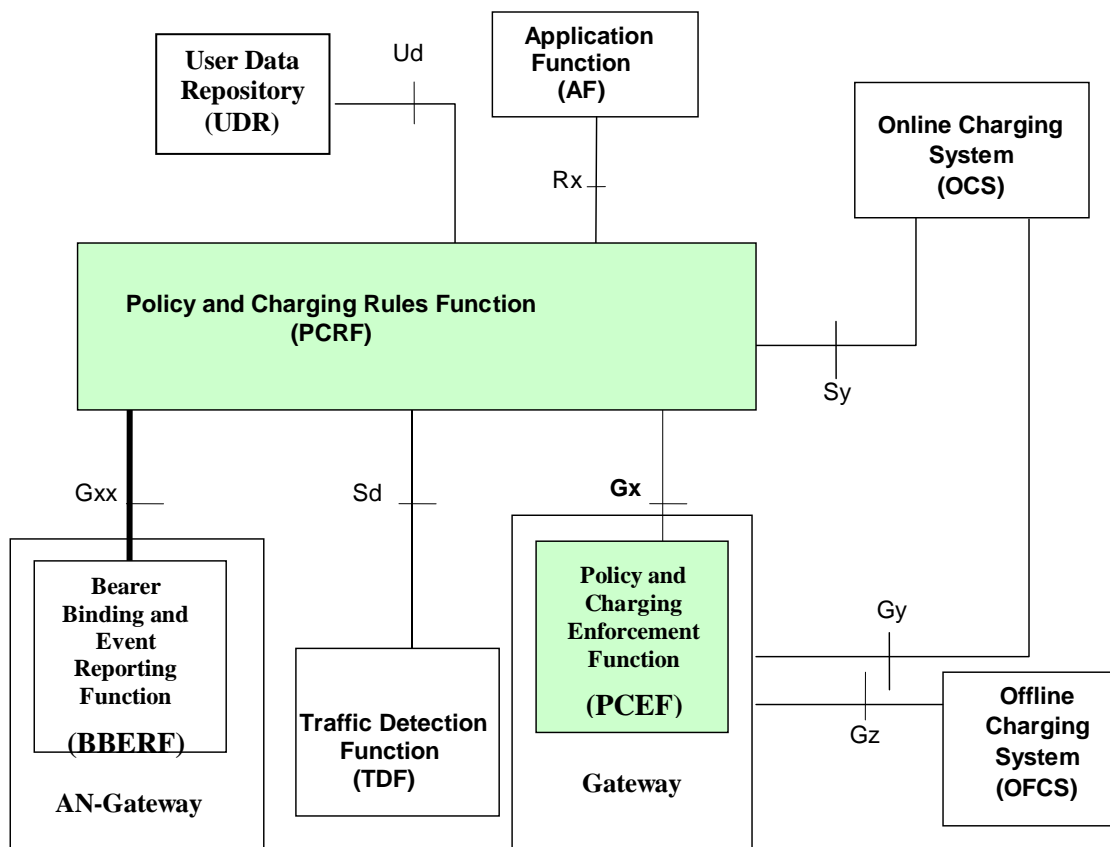 User Data
Repository
(UDR)
Ud
Application
Function
(AF)
Rx
Online Charging
System
(OCS)
Policy and Charging Rules Function
(PCRF)
Sy
Gxx
Sd
Gx
Bearer
Binding and
Event
Reporting
Function
(BBERF)
AN-Gateway
Traffic Detection
Function
(TDF)
Policy and
Charging
Enforcement
Function
(PCEF)
Gateway
Gy
Gz
Offline
Charging
System
(OFCS)